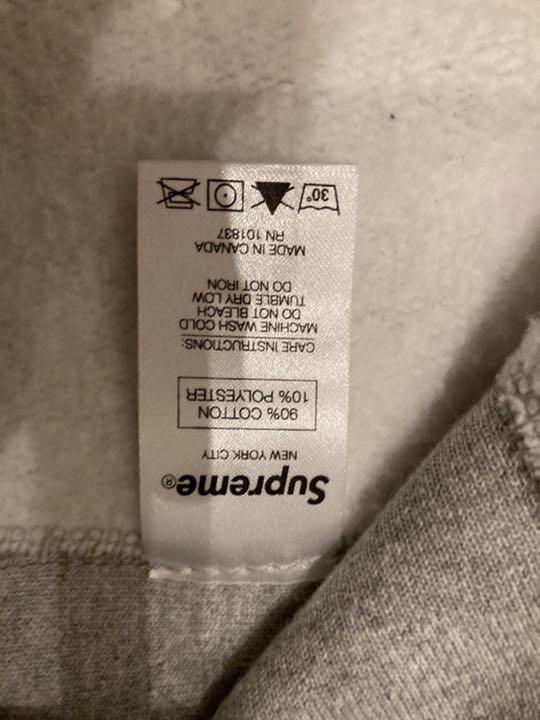 Supreme®
NEW YORK CITY
90% COTTON
10% POLYESTER
CARE INSTRUCTIONS:
MACHINE WASH COLD
DO NOT BLEACH
TUMBLE DRY LOW
DO NOT IRON
MADE IN CANADA
RN 101837
30°